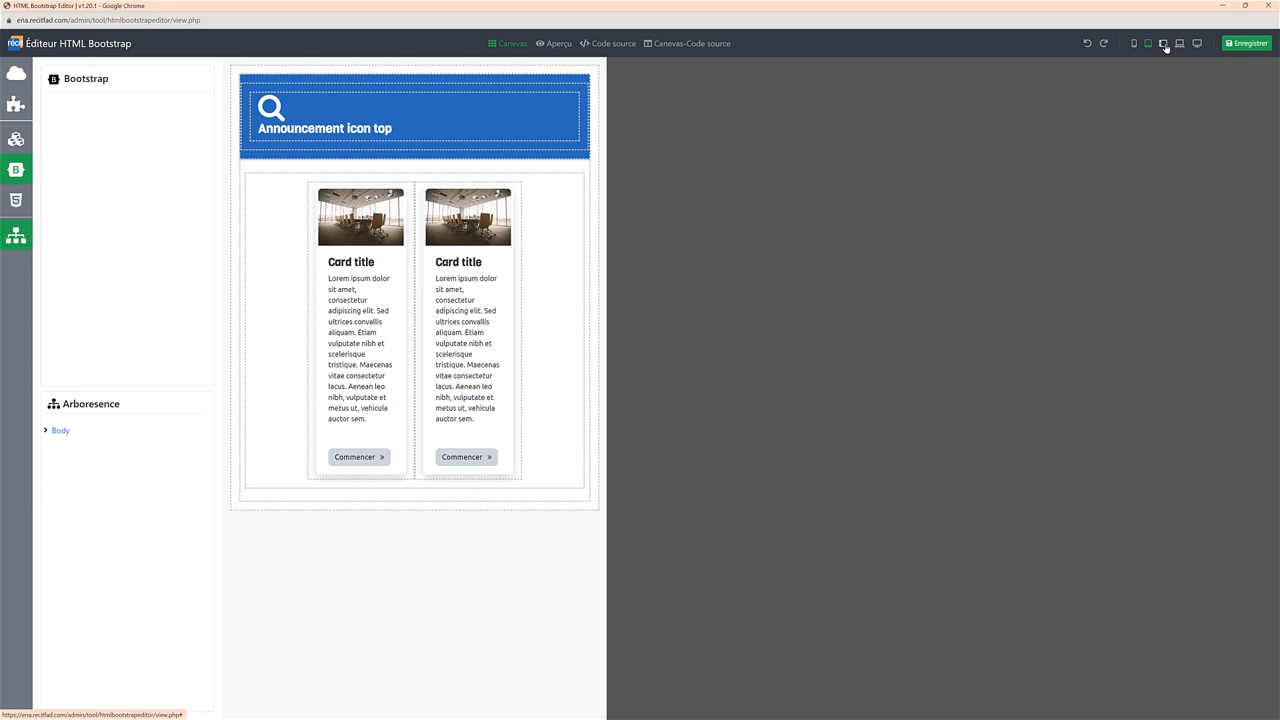 HTML Bootstrap Editor | v1.20.1 - Google Chrome
ena.recitfad.com/admin/tool/htmlbootstrapeditor/view.php
Éditeur HTML Bootstrap
Canevas
Aperçu
Code source
Canevas-Code source
Enregistrer
Bootstrap
Arboresence
Body
Announcement icon top
Card title
Lorem ipsum dolor
sit amet,
consectetur
adipiscing elit. Sed
ultrices convallis
aliquam. Etiam
vulputate nibh et
scelerisque
tristique. Maecenas
vitae consectetur
lacus. Aenean leo
nibh, vulputate et
metus ut, vehicula
auctor sem.
Commencer »
Card title
Lorem ipsum dolor
sit amet,
consectetur
adipiscing elit. Sed
ultrices convallis
aliquam. Etiam
vulputate nibh et
scelerisque
tristique. Maecenas
vitae consectetur
lacus. Aenean leo
nibh, vulputate et
metus ut, vehicula
auctor sem.
Commencer »
https://ena.recitfad.com/admin/tool/htmlbootstrapeditor/view.php#